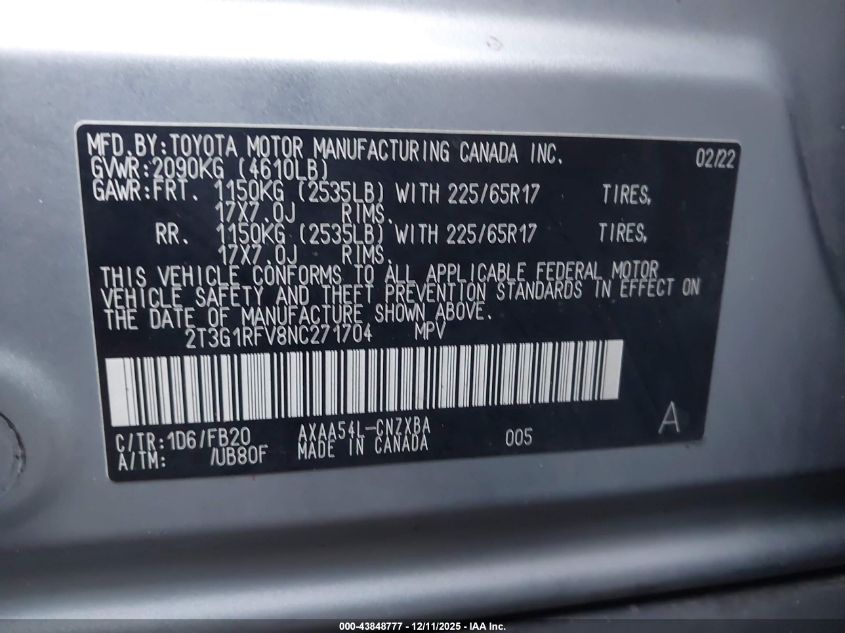 MFD. BY: TOYOTA MOTOR MANUFACTURING CANADA INC. 02/22
GVWR: 2090KG (4610LB)
GAWR: FRT. 1150KG (2535LB) WITH 225/65R17 TIRES,
17X7.0J RIMS.
RR. 1150KG (2535LB) WITH 225/65R17 TIRES,
17X7.0J RIMS.
THIS VEHICLE CONFORMS TO ALL APPLICABLE FEDERAL MOTOR
VEHICLE SAFETY AND THEFT PREVENTION STANDARDS IN EFFECT ON
THE DATE OF MANUFACTURE SHOWN ABOVE.
2T3G1RFV8NC271704 MPV
C/TR: 1D6/FB20 AXAA54L-CNZXBA A
A/TM: /UB80F MADE IN CANADA 005
000-43848777 - 12/11/2025 - IAA Inc.